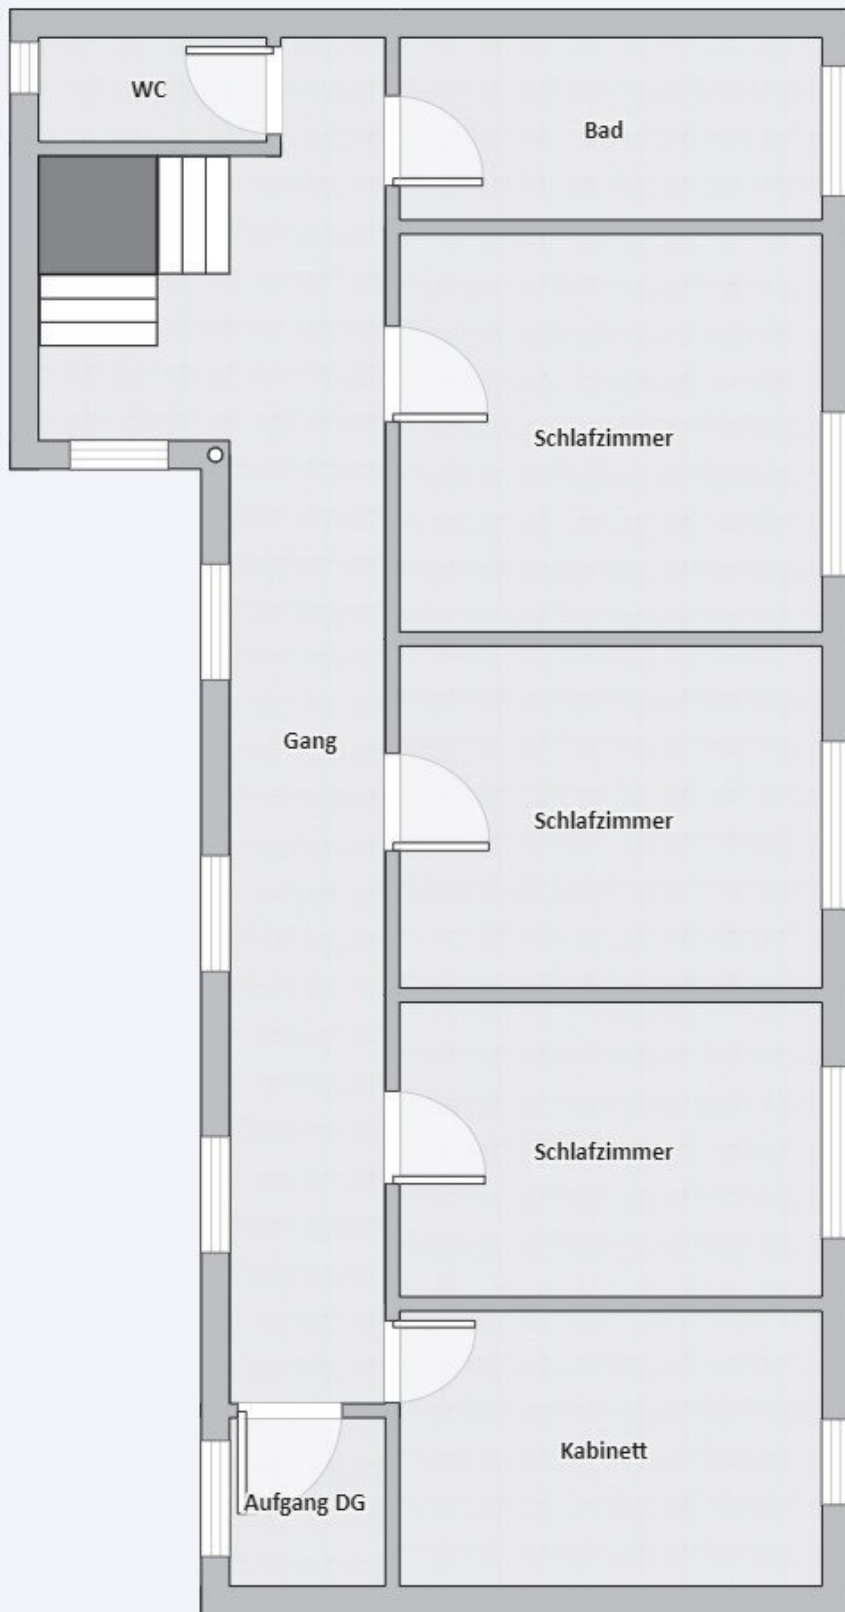 WC
Bad
Schlafzimmer
Gang
Schlafzimmer
Schlafzimmer
Kabinett
Aufgang DG